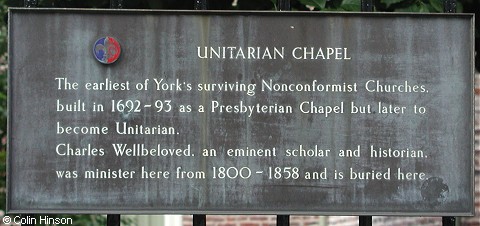 UNITARIAN CHAPEL
The earliest of York's surviving Nonconformist Churches,
built in 1692-93 as a Presbyterian Chapel but later to
become Unitarian.
Charles Wellbeloved, an eminent scholar and historian,
was minister here from 1800-1858 and is buried here.
© Colin Hinson